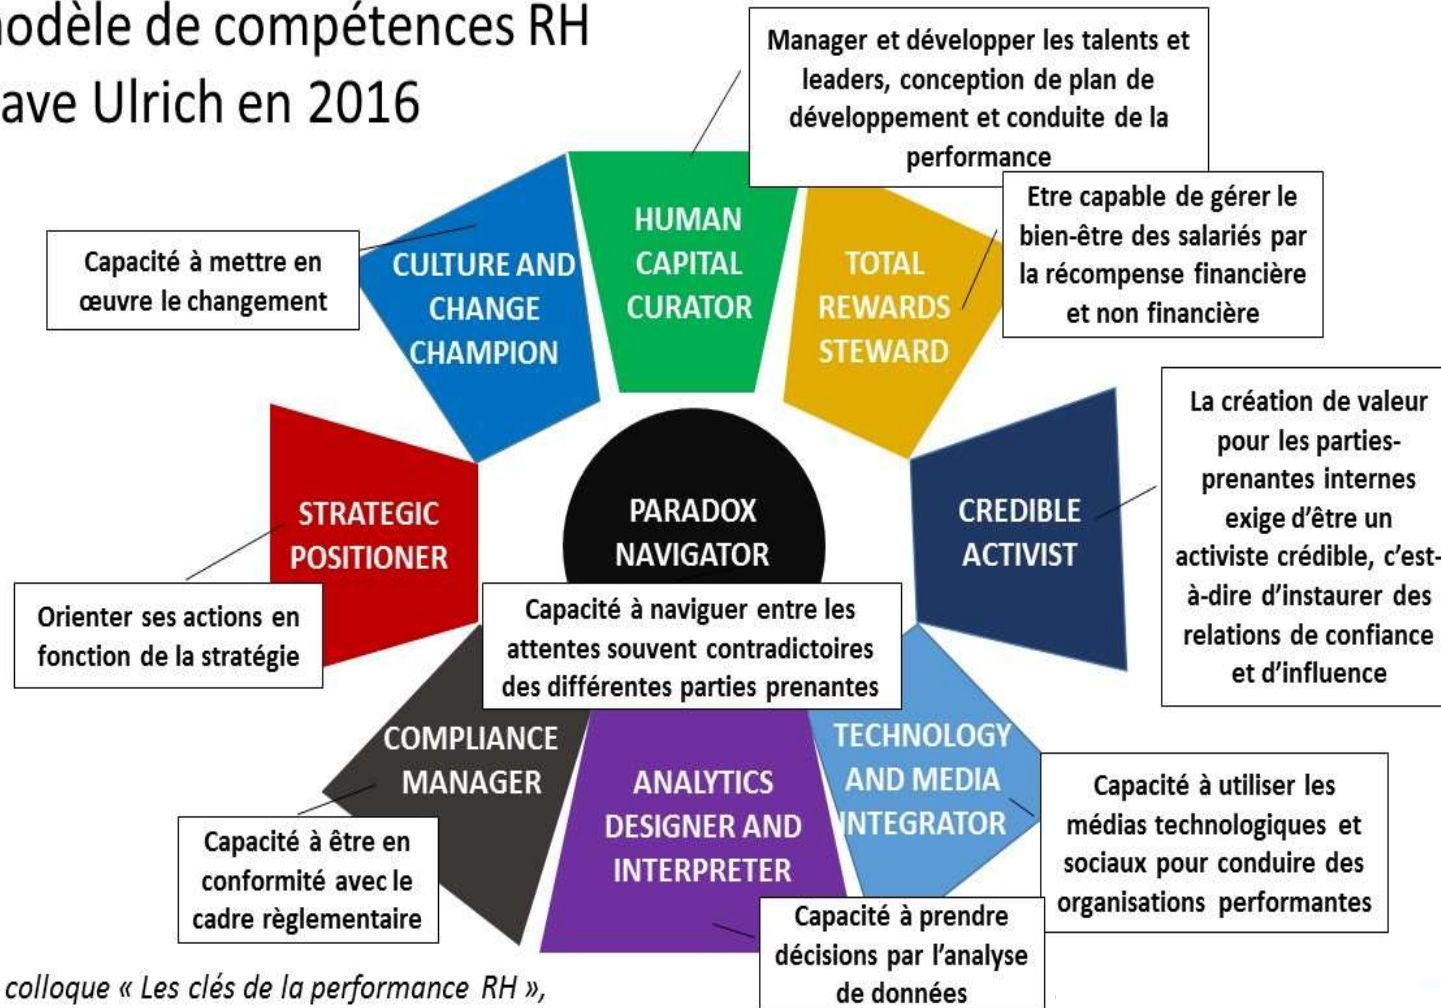 modèle de compétences RH
ave Ulrich en 2016
Manager et développer les talents et
leaders, conception de plan de
développement et conduite de la
performance
Etre capable de gérer le
bien-être des salariés par
la récompense financière
et non financière
Capacité à mettre en
œuvre le changement
CULTURE AND
CHANGE
CHAMPION
HUMAN
CAPITAL
CURATOR
TOTAL
REWARDS
STEWARD
La création de valeur
pour les parties-
prenantes internes
exige d’être un
activiste crédible, c’est-
à-dire d’instaurer des
relations de confiance
et d’influence
STRATEGIC
POSITIONER
PARADOX
NAVIGATOR
CREDIBLE
ACTIVIST
Orienter ses actions en
fonction de la stratégie
Capacité à naviguer entre les
attentes souvent contradictoires
des différentes parties prenantes
COMPLIANCE
MANAGER
ANALYTICS
DESIGNER AND
INTERPRETER
TECHNOLOGY
AND MEDIA
INTEGRATOR
Capacité à être en
conformité avec le
cadre règlementaire
Capacité à utiliser les
médias technologiques et
sociaux pour conduire des
organisations performantes
Capacité à prendre
décisions par l’analyse
de données
colloque « Les clés de la performance RH »,